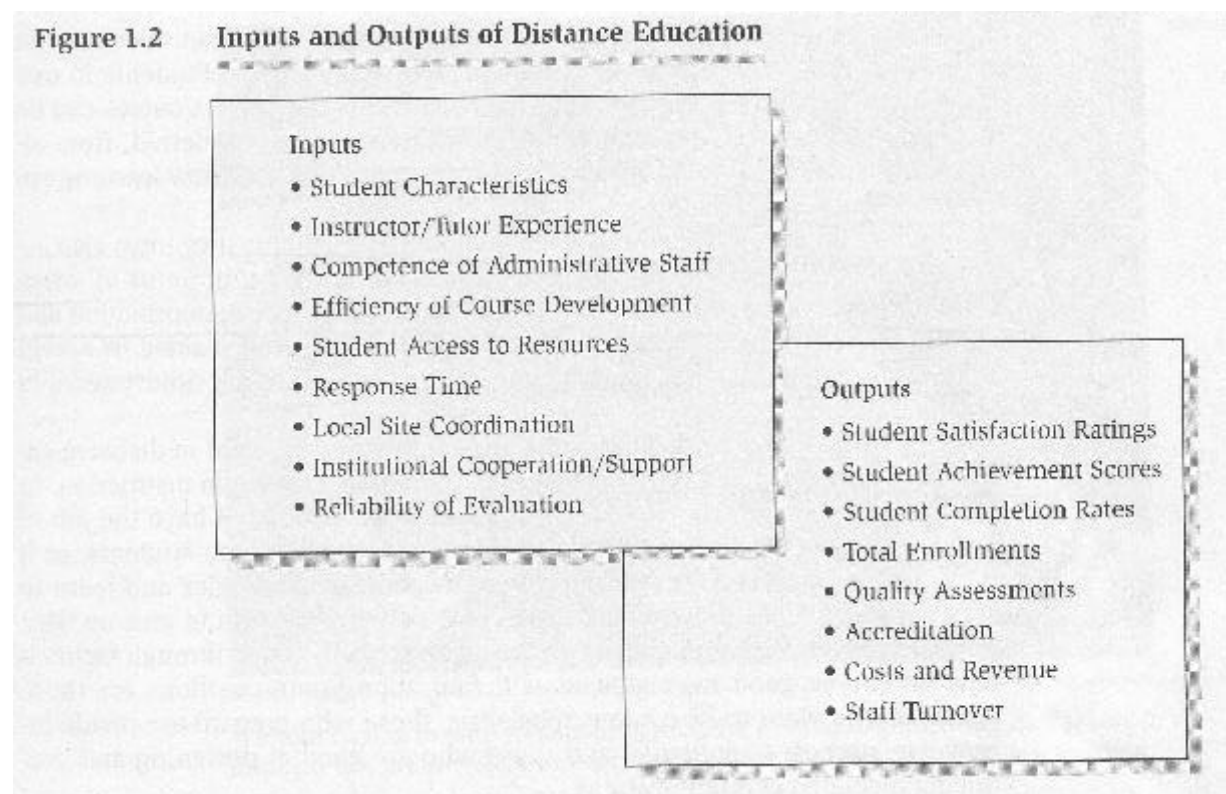 Figure 1.2 Inputs and Outputs of Distance Education
Inputs
• Student Characteristics
• Instructor/Tutor Experience
• Competence of Administrative Staff
• Efficiency of Course Development
• Student Access to Resources
• Response Time
• Local Site Coordination
• Institutional Cooperation/Support
• Reliability of Evaluation
Outputs
• Student Satisfaction Ratings
• Student Achievement Scores
• Student Completion Rates
• Total Enrollments
• Quality Assessments
• Accreditation
• Costs and Revenue
• Staff Turnover